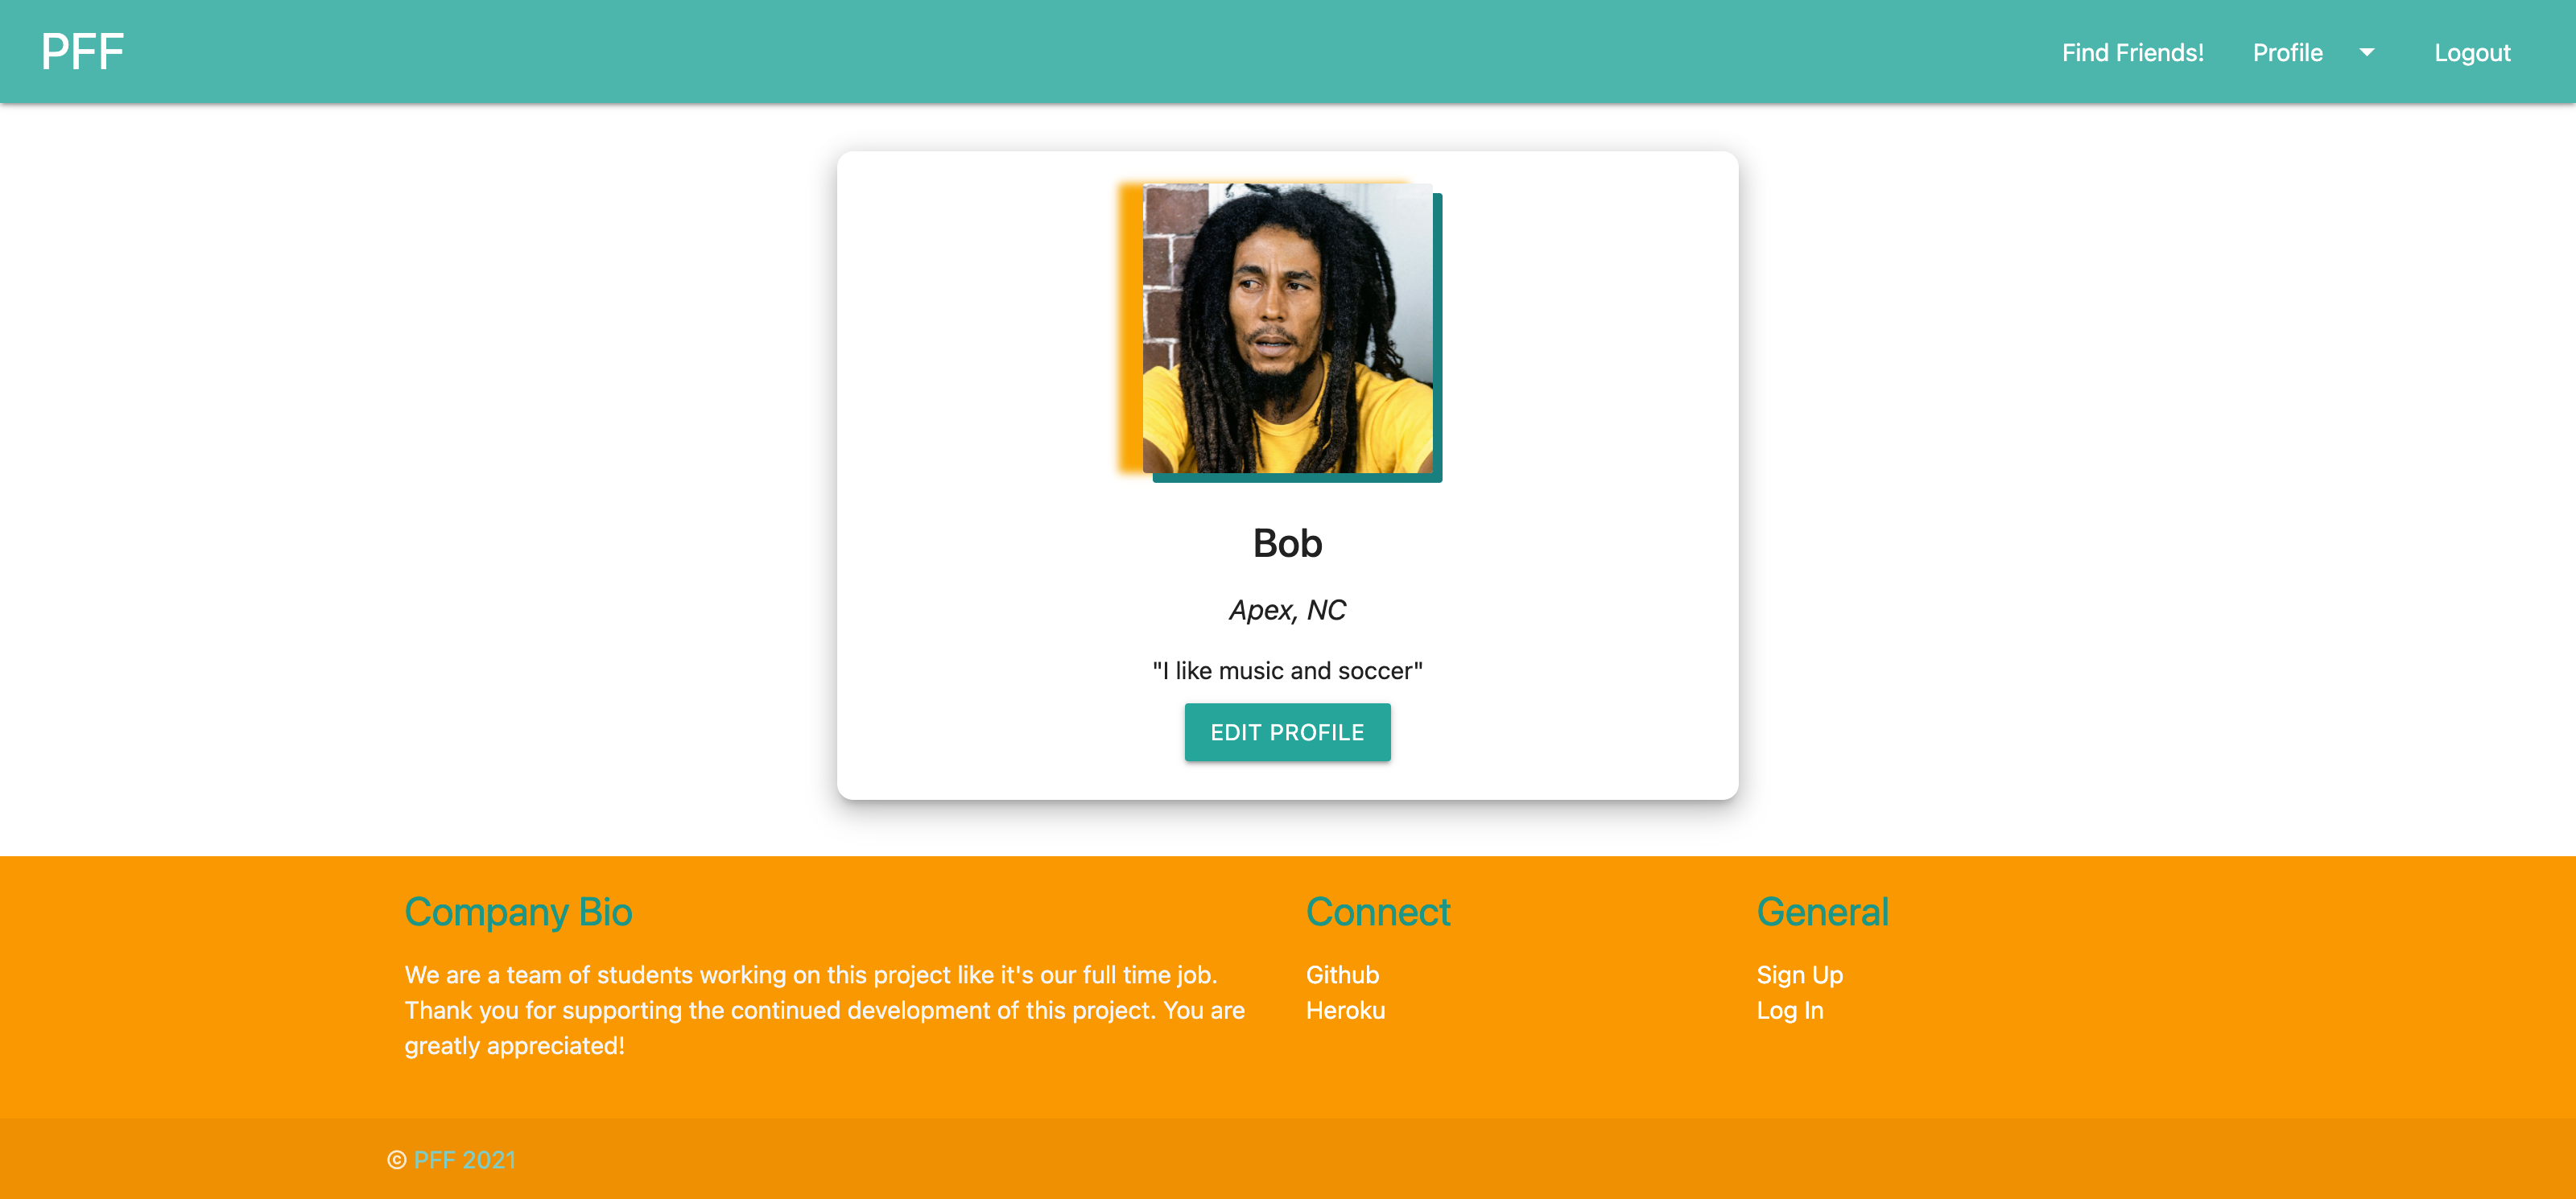 PFF
Find Friends!
Profile
Logout
Bob
Apex, NC
"I like music and soccer"
EDIT PROFILE
Company Bio
We are a team of students working on this project like it's our full time job.
Thank you for supporting the continued development of this project. You are
greatly appreciated!
Connect
Github
Heroku
General
Sign Up
Log In
© PFF 2021